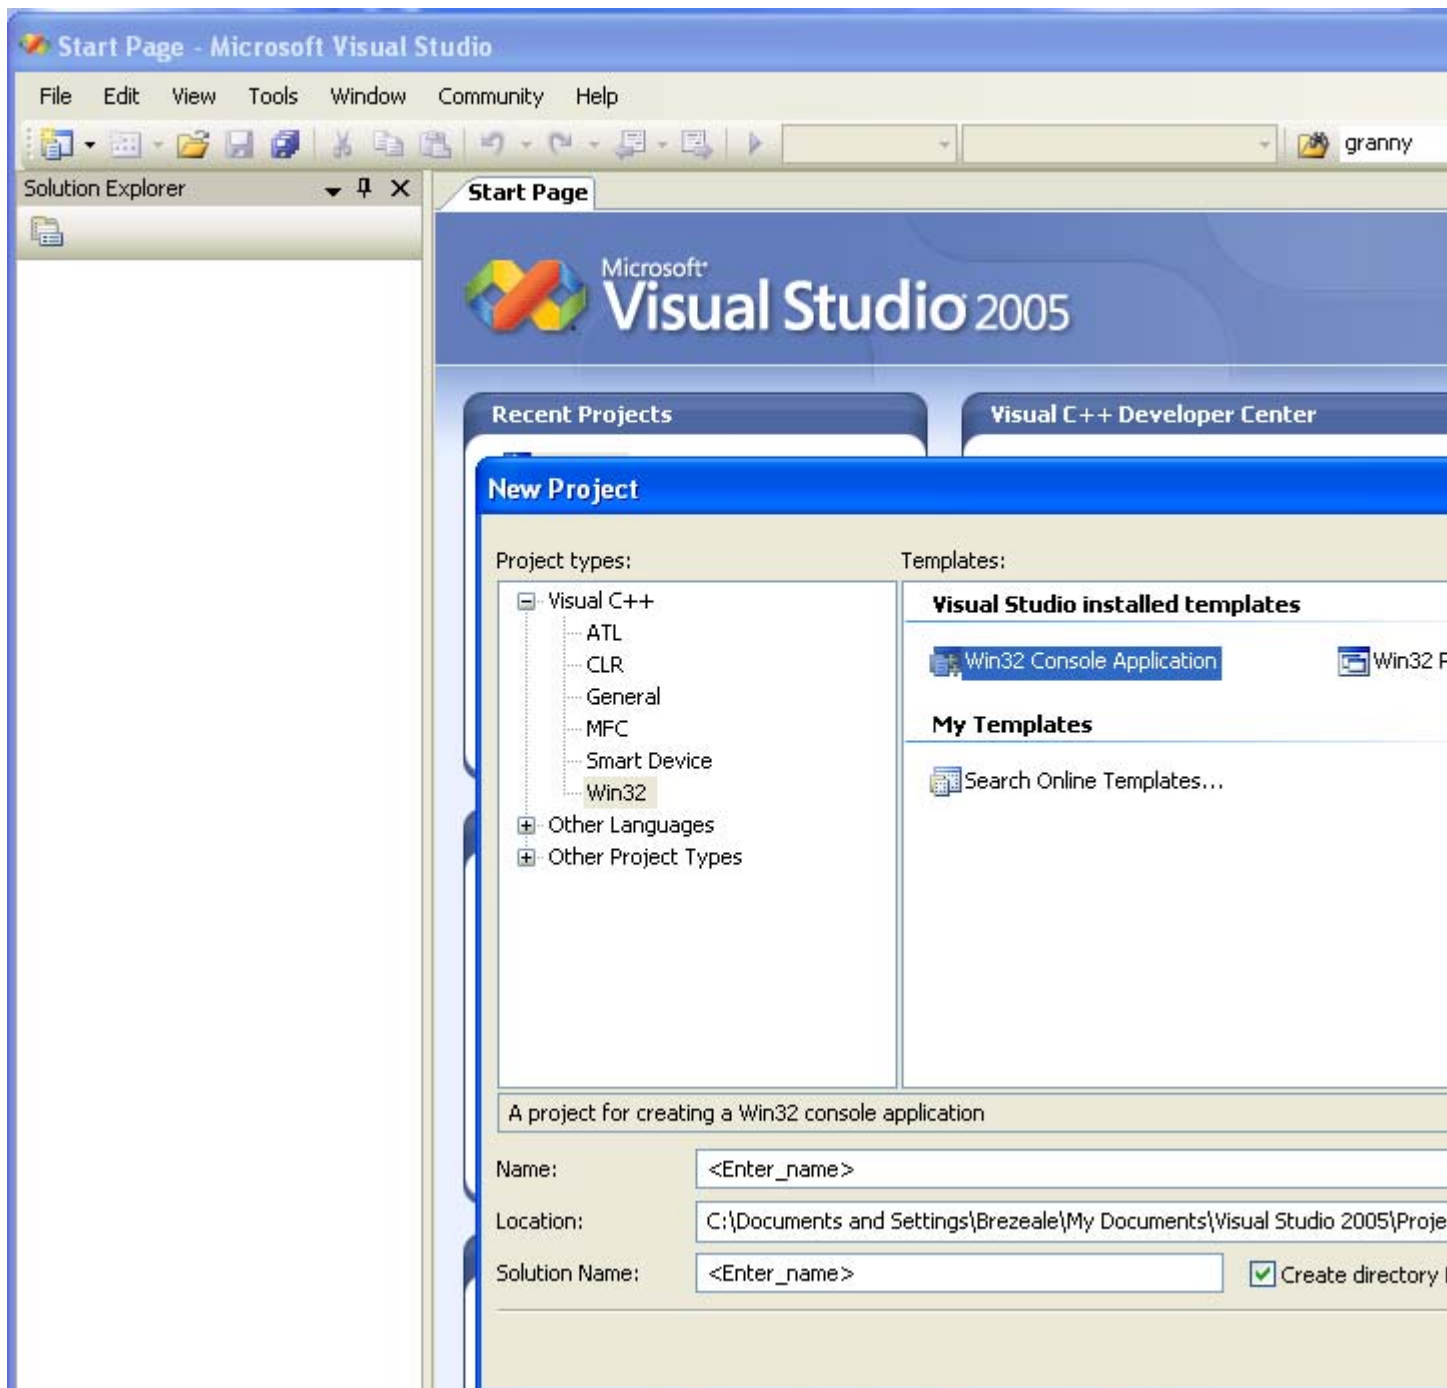 Start Page - Microsoft Visual Studio
File Edit View Tools Window Community Help
granny
Solution Explorer
Start Page
Microsoft
Visual Studio 2005
Recent Projects
Visual C++ Developer Center
New Project
Project types:
Templates:
Visual C++
ATL
CLR
General
MFC
Smart Device
Win32
Other Languages
Other Project Types
Visual Studio installed templates
Win32 Console Application
Win32 P
My Templates
Search Online Templates...
A project for creating a Win32 console application
Name: <Enter_name>
Location: C:\Documents and Settings\Brezeale\My Documents\Visual Studio 2005\Proje
Solution Name: <Enter_name>
Create directory